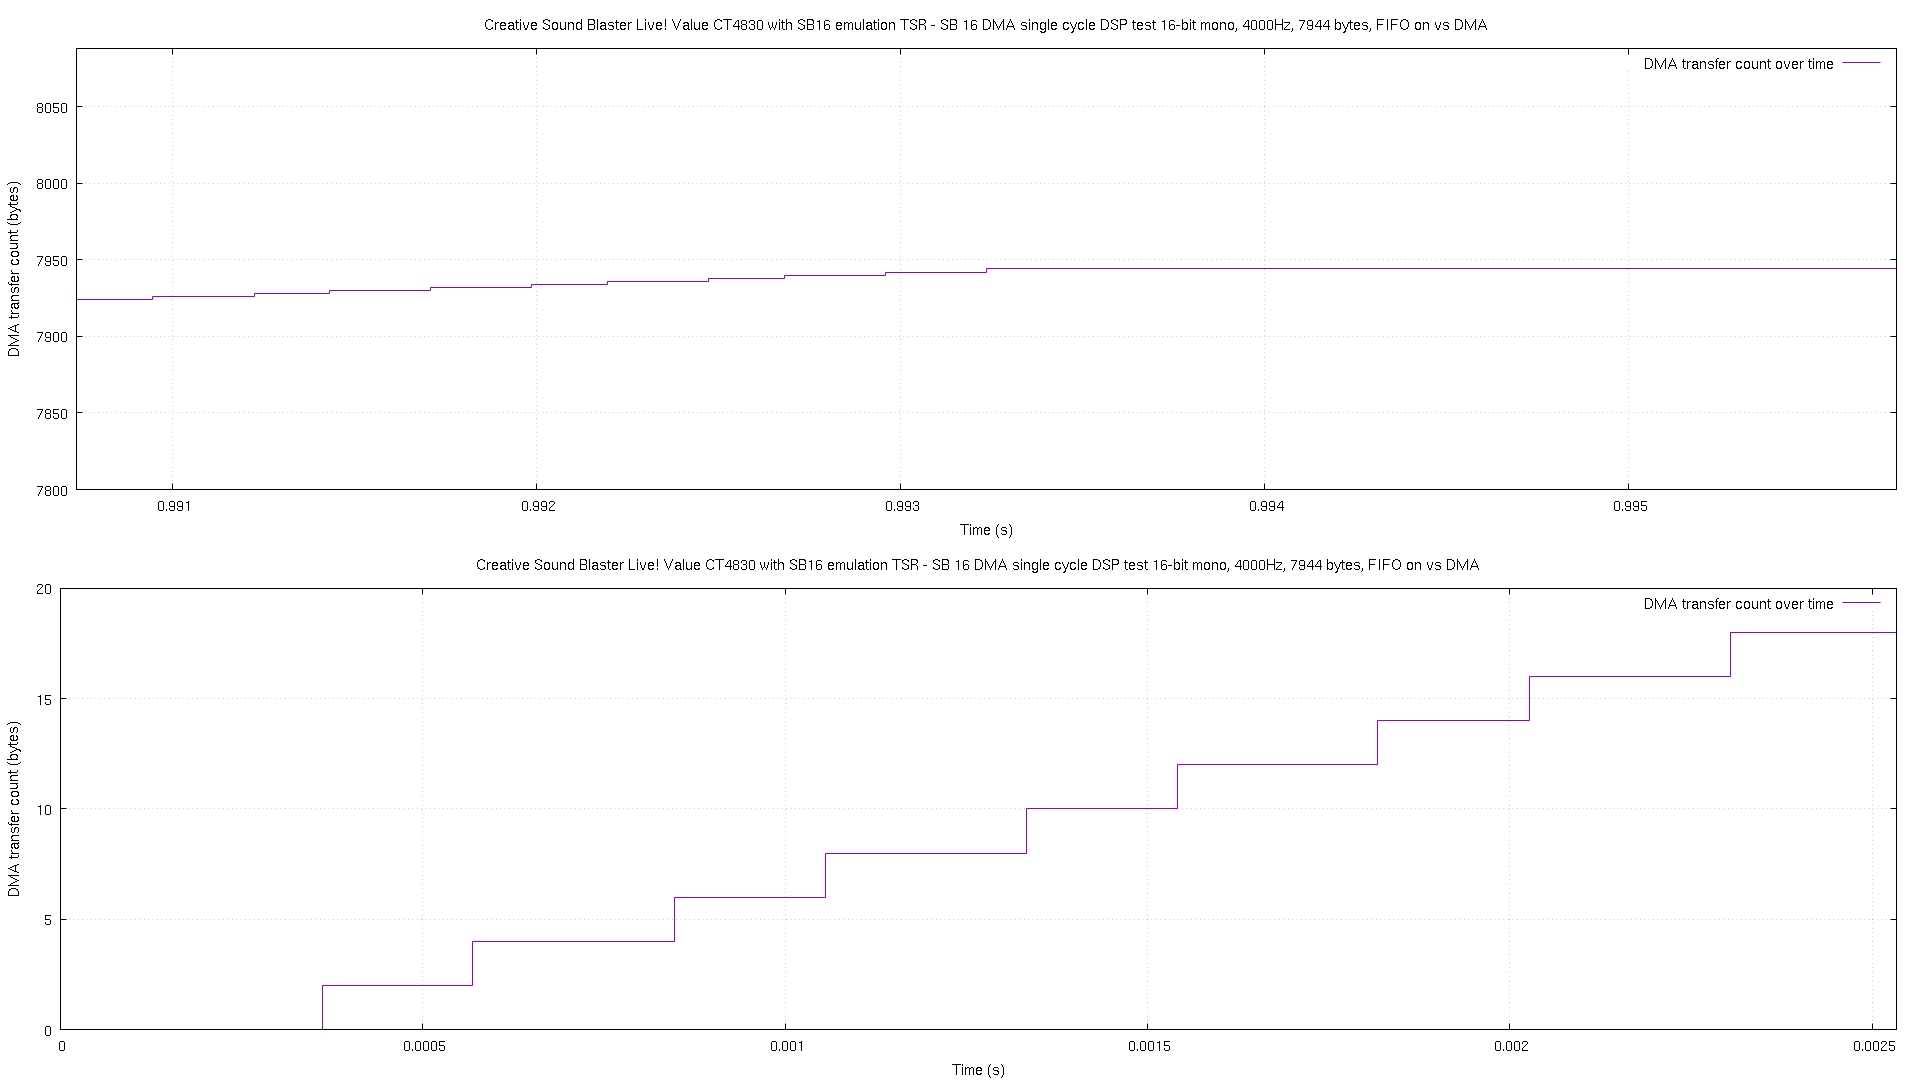 Creative Sound Blaster Live! Value CT4830 with SB16 emulation TSR - SB 16 DMA single cycle DSP test 16-bit mono, 4000Hz, 7944 bytes, FIFO on vs DMA
DMA transfer count over time
8050
8000
7950
7900
7850
7800
DMA transfer count (bytes)
0.991 0.992 0.993 0.994 0.995
Time (s)
Creative Sound Blaster Live! Value CT4830 with SB16 emulation TSR - SB 16 DMA single cycle DSP test 16-bit mono, 4000Hz, 7944 bytes, FIFO on vs DMA
DMA transfer count over time
20
15
10
5
0
DMA transfer count (bytes)
0 0.0005 0.001 0.0015 0.002 0.0025
Time (s)